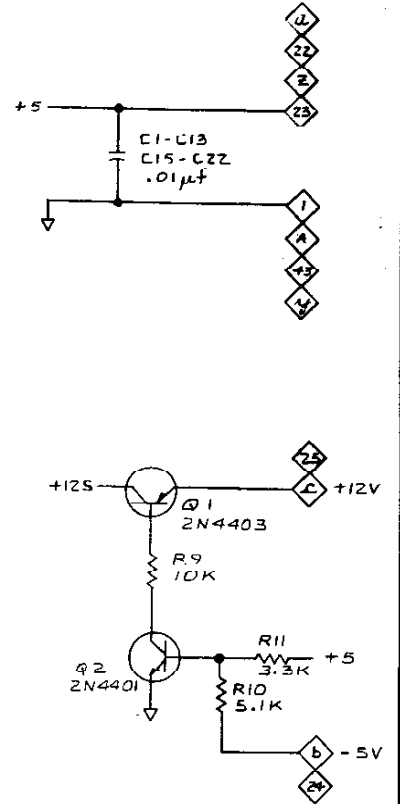 d
22
Z
+5
23
C1-C13
C15-C22
.01µf
1
A
43
25
+12S
c
+12V
Q1
2N4403
R9
10K
R11
+5
3.3K
Q2
2N4401
R10
5.1K
b
-5V
24